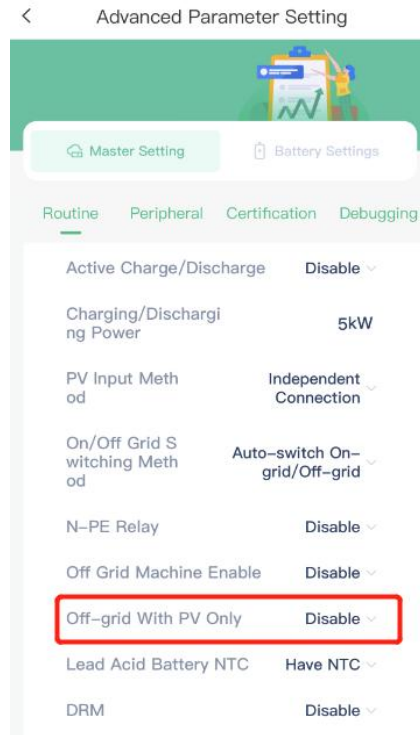 Advanced Parameter Setting
Master Setting
Battery Settings
Routine Peripheral Certification Debugging
Active Charge/Discharge Disable
Charging/Dischargi
ng Power
5kW
PV Input Meth
od
Independent
Connection
On/Off Grid S
witching Meth
od
Auto-switch On-
grid/Off-grid
N-PE Relay Disable
Off Grid Machine Enable Disable
Off-grid With PV Only Disable
Lead Acid Battery NTC Have NTC
DRM Disable